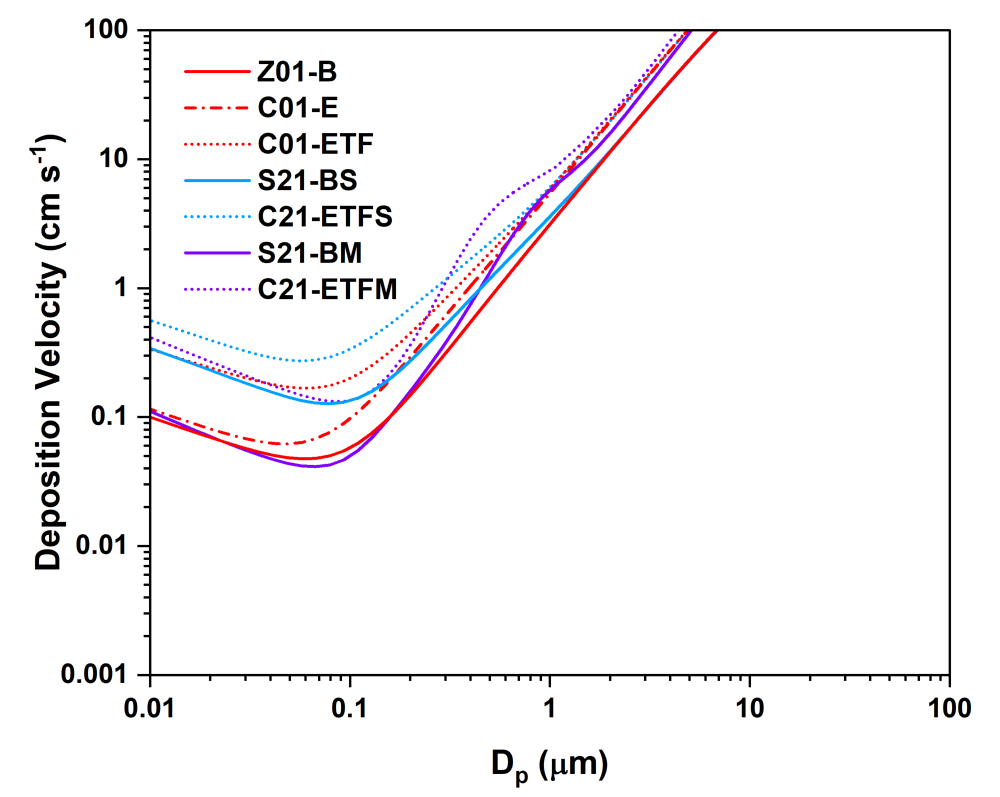 100
10
1
0.1
0.01
0.001
Deposition Velocity (cm s⁻¹)
Z01-B
C01-E
C01-ETF
S21-BS
C21-ETFS
S21-BM
C21-ETFM
0.01 0.1 1 10 100
Dₚ (μm)